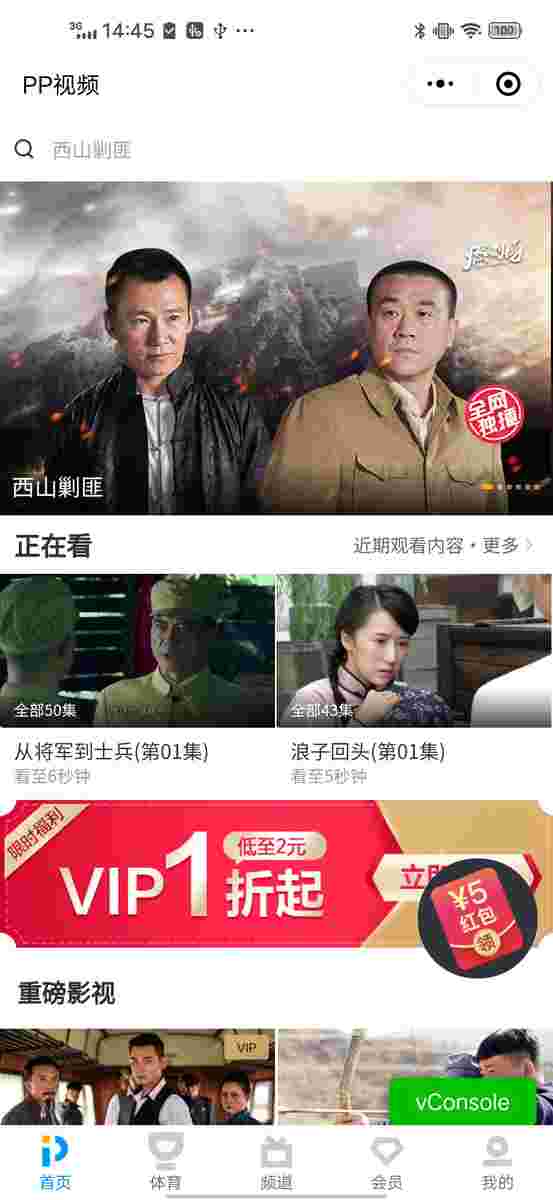 3G 14:45 100
PP视频
西山剿匪
全网
独播
西山剿匪
正在看
近期观看内容·更多
全部50集
全部43集
从将军到士兵(第01集)
浪子回头(第01集)
看至6秒钟
看至5秒钟
限时福利
VIP1折起
低至2元
¥5
红包
领
重磅影视
VIP
vConsole
首页
体育
频道
会员
我的